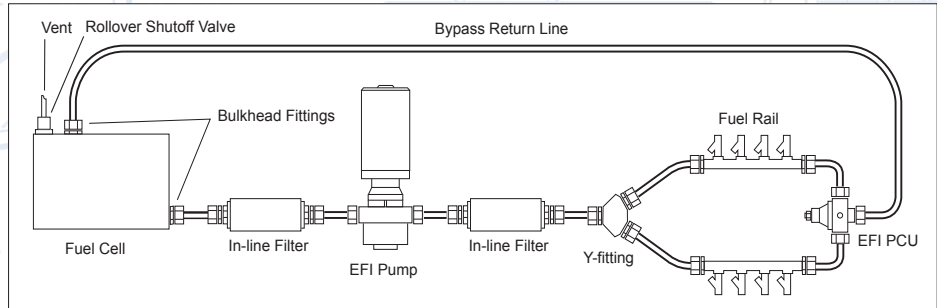 Vent
Rollover Shutoff Valve
Bypass Return Line
Bulkhead Fittings
Fuel Rail
Fuel Cell
In-line Filter
EFI Pump
In-line Filter
Y-fitting
EFI PCU